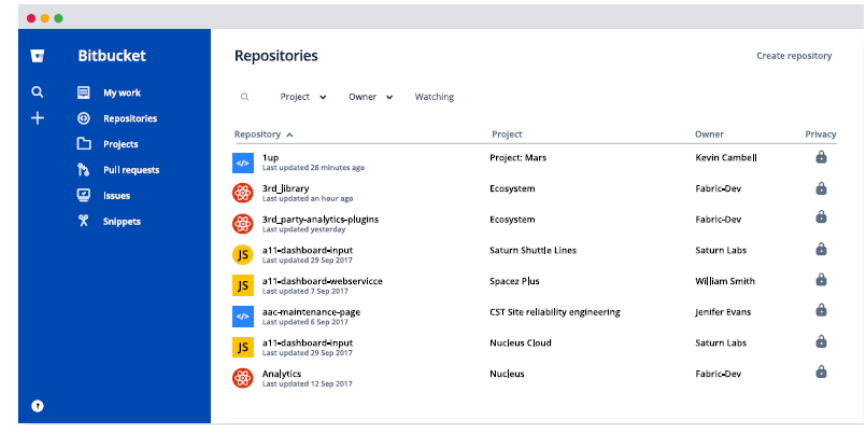 Bitbucket
My work
Repositories
Projects
Pull requests
Issues
Snippets
?
Repositories
Create repository
Project Owner Watching
Repository Project Owner Privacy
</> 1up Project: Mars Kevin Cambell
Last updated 28 minutes ago
3rd_library Ecosystem Fabric-Dev
Last updated an hour ago
3rd_party-analytics-plugins Ecosystem Fabric-Dev
Last updated yesterday
JS a11-dashboard-input Saturn Shuttle Lines Saturn Labs
Last updated 29 Sep 2017
JS a11-dashboard-webservicce Spacez Plus William Smith
Last updated 7 Sep 2017
</> aac-maintenance-page CST Site reliability engineering Jenifer Evans
Last updated 6 Sep 2017
JS a11-dashboard-input Nucleus Cloud Saturn Labs
Last updated 29 Sep 2017
Analytics Nucleus Fabric-Dev
Last updated 12 Sep 2017